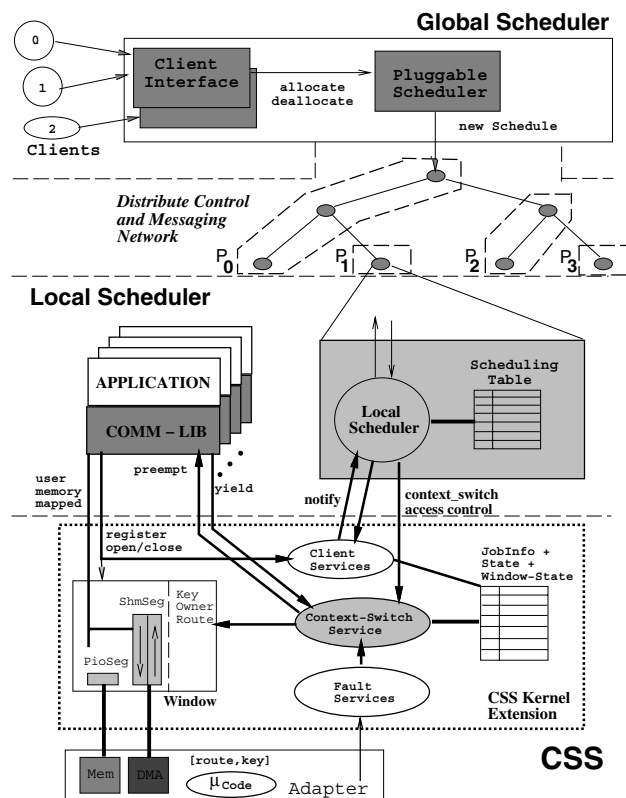 Global Scheduler
0
1
2
Clients
Client
Interface
allocate
deallocate
Pluggable
Scheduler
new Schedule
Distribute Control
and Messaging
Network
P0
P1
P2
P3
Local Scheduler
APPLICATION
COMM - LIB
Local
Scheduler
Scheduling
Table
user
memory
mapped
preempt
yield
notify
context_switch
access control
register
open/close
Client
Services
JobInfo +
State +
Window-State
ShmSeg
Key
Owner
Route
PioSeg
Window
Context-Switch
Service
Fault
Services
CSS Kernel
Extension
CSS
Mem
DMA
[route,key]
μCode
Adapter